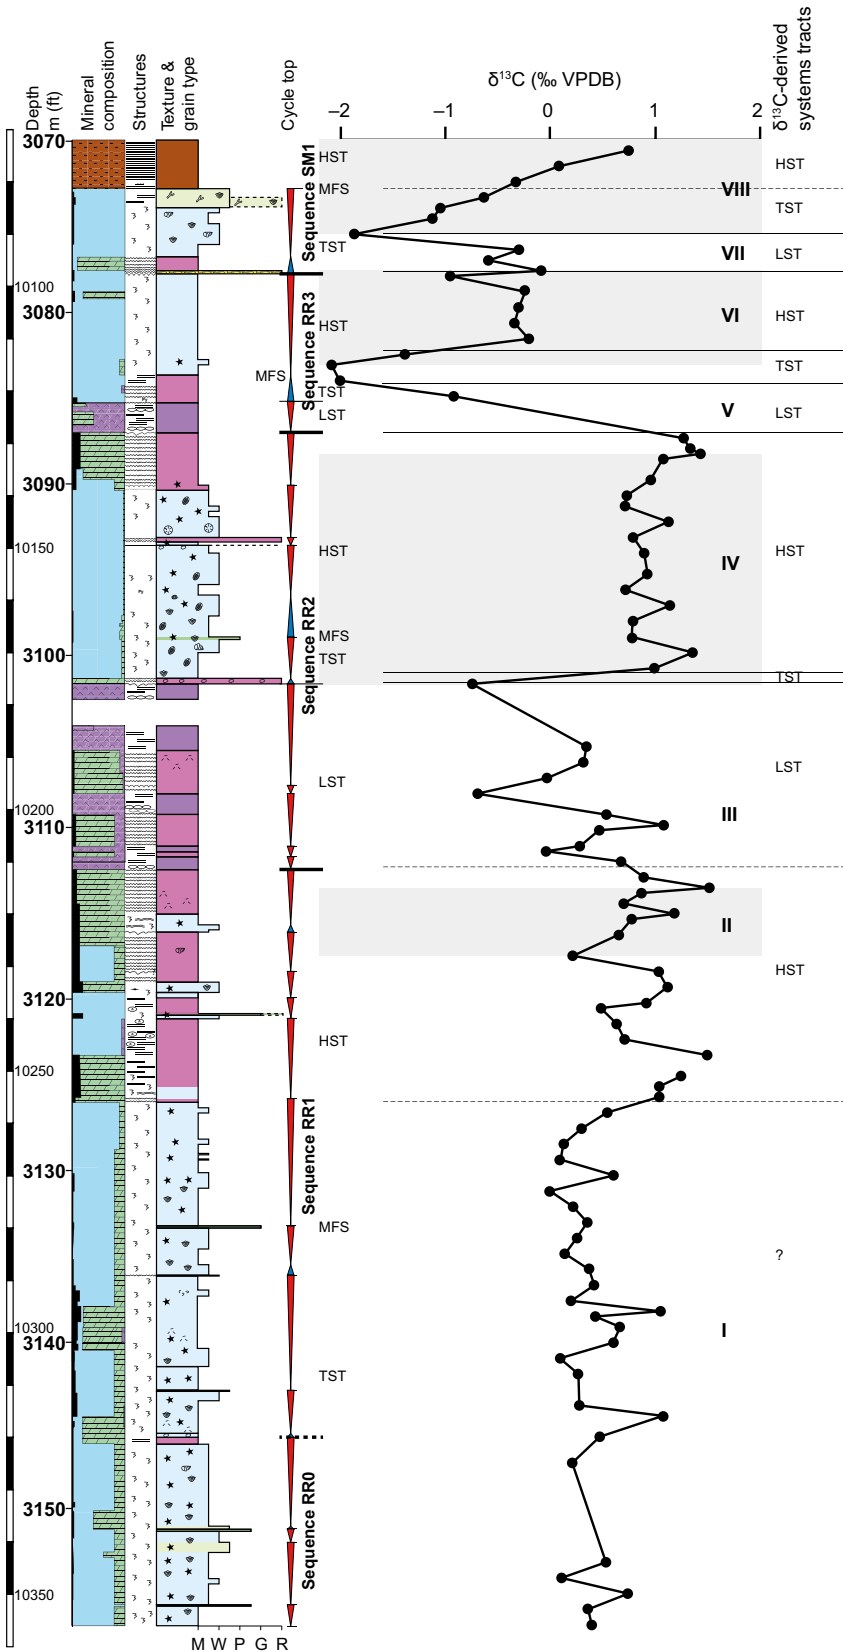 Depth
m (ft)
Mineral
composition
Structures
Texture &
grain type
Cycle top
δ¹³C (‰ VPDB)
δ¹³C-derived
systems tracts
–2
–1
0
1
2
3070
10100
3080
3090
10150
3100
10200
3110
3120
10250
3130
10300
3140
3150
10350
Sequence SM1
Sequence RR3
Sequence RR2
Sequence RR1
Sequence RR0
HST
MFS
TST
HST
MFS
TST
LST
HST
MFS
TST
LST
HST
MFS
TST
VIII
VII
VI
V
IV
III
II
I
HST
TST
LST
HST
TST
LST
HST
TST
LST
HST
?
M W P G R